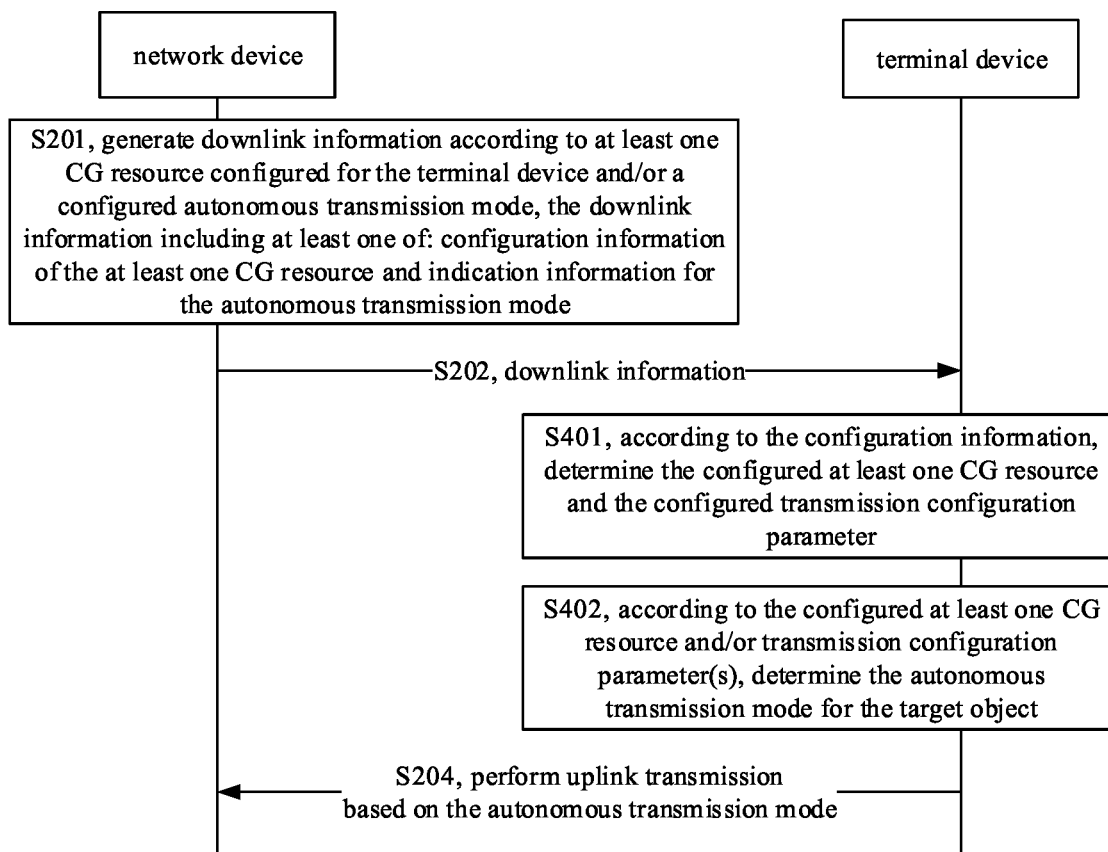 network device
terminal device
S201, generate downlink information according to at least one
CG resource configured for the terminal device and/or a
configured autonomous transmission mode, the downlink
information including at least one of: configuration information
of the at least one CG resource and indication information for
the autonomous transmission mode
S202, downlink information
S401, according to the configuration information,
determine the configured at least one CG resource
and the configured transmission configuration
parameter
S402, according to the configured at least one CG
resource and/or transmission configuration
parameter(s), determine the autonomous
transmission mode for the target object
S204, perform uplink transmission
based on the autonomous transmission mode